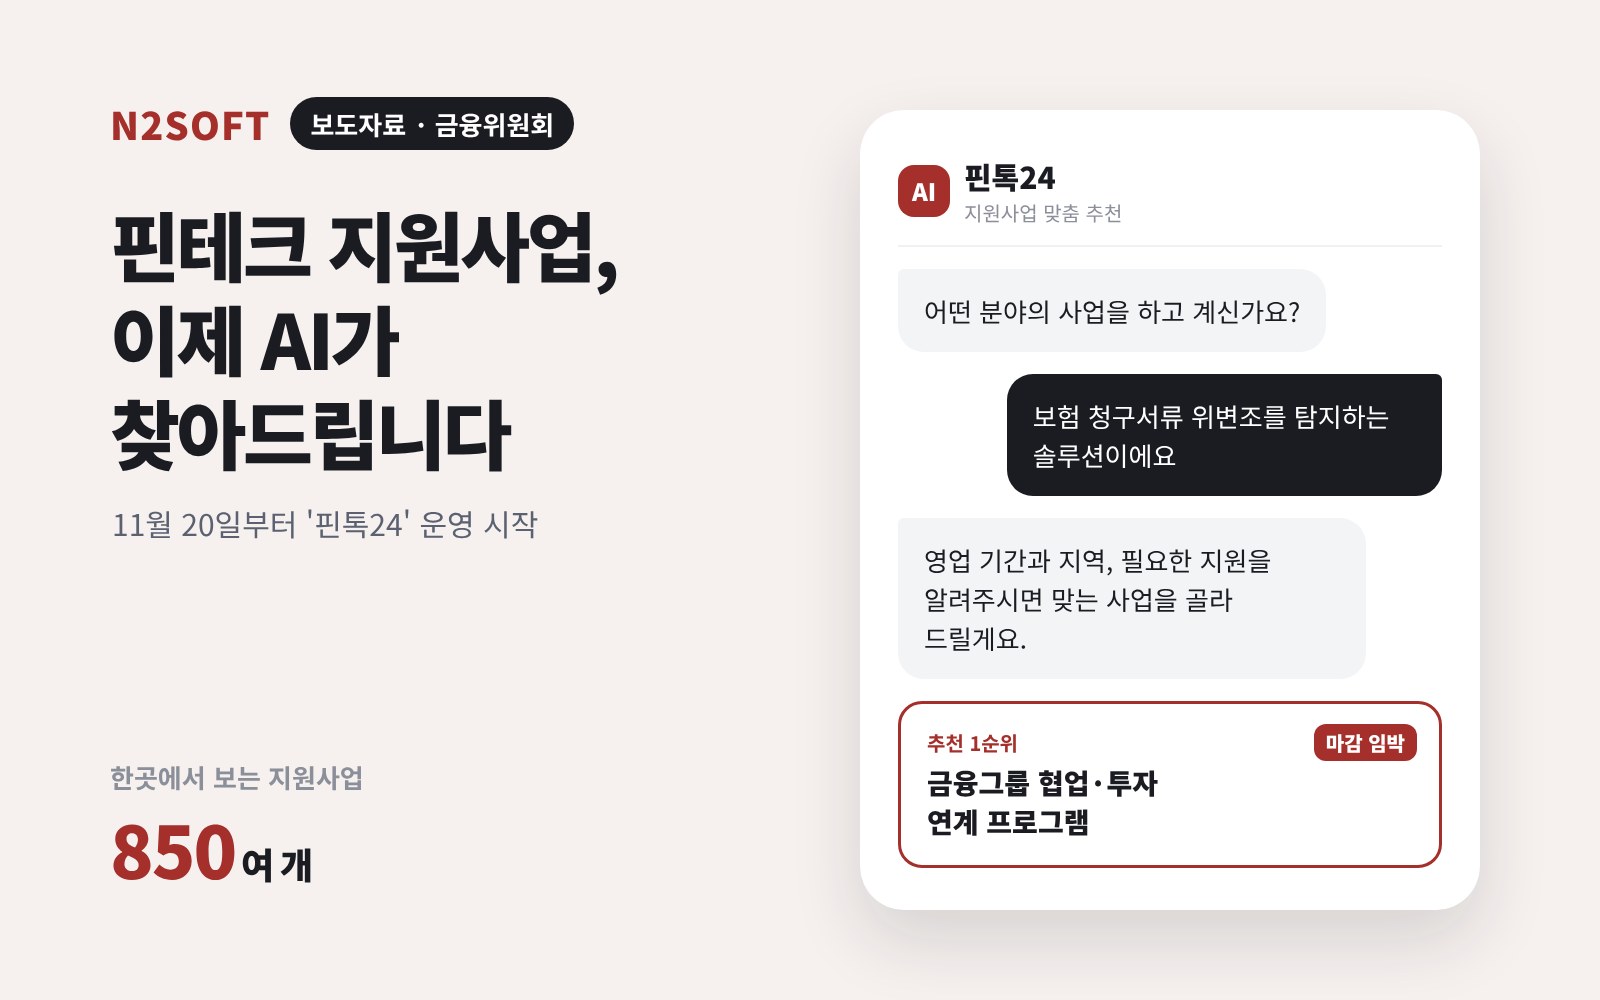 N2SOFT
보도자료 · 금융위원회
핀테크 지원사업,
이제 AI가
찾아드립니다
11월 20일부터 '핀톡24' 운영 시작
한곳에서 보는 지원사업
850여 개
AI
핀톡24
지원사업 맞춤 추천
어떤 분야의 사업을 하고 계신가요?
보험 청구서류 위변조를 탐지하는
솔루션이에요
영업 기간과 지역, 필요한 지원을
알려주시면 맞는 사업을 골라
드릴게요.
추천 1순위
마감 임박
금융그룹 협업·투자
연계 프로그램